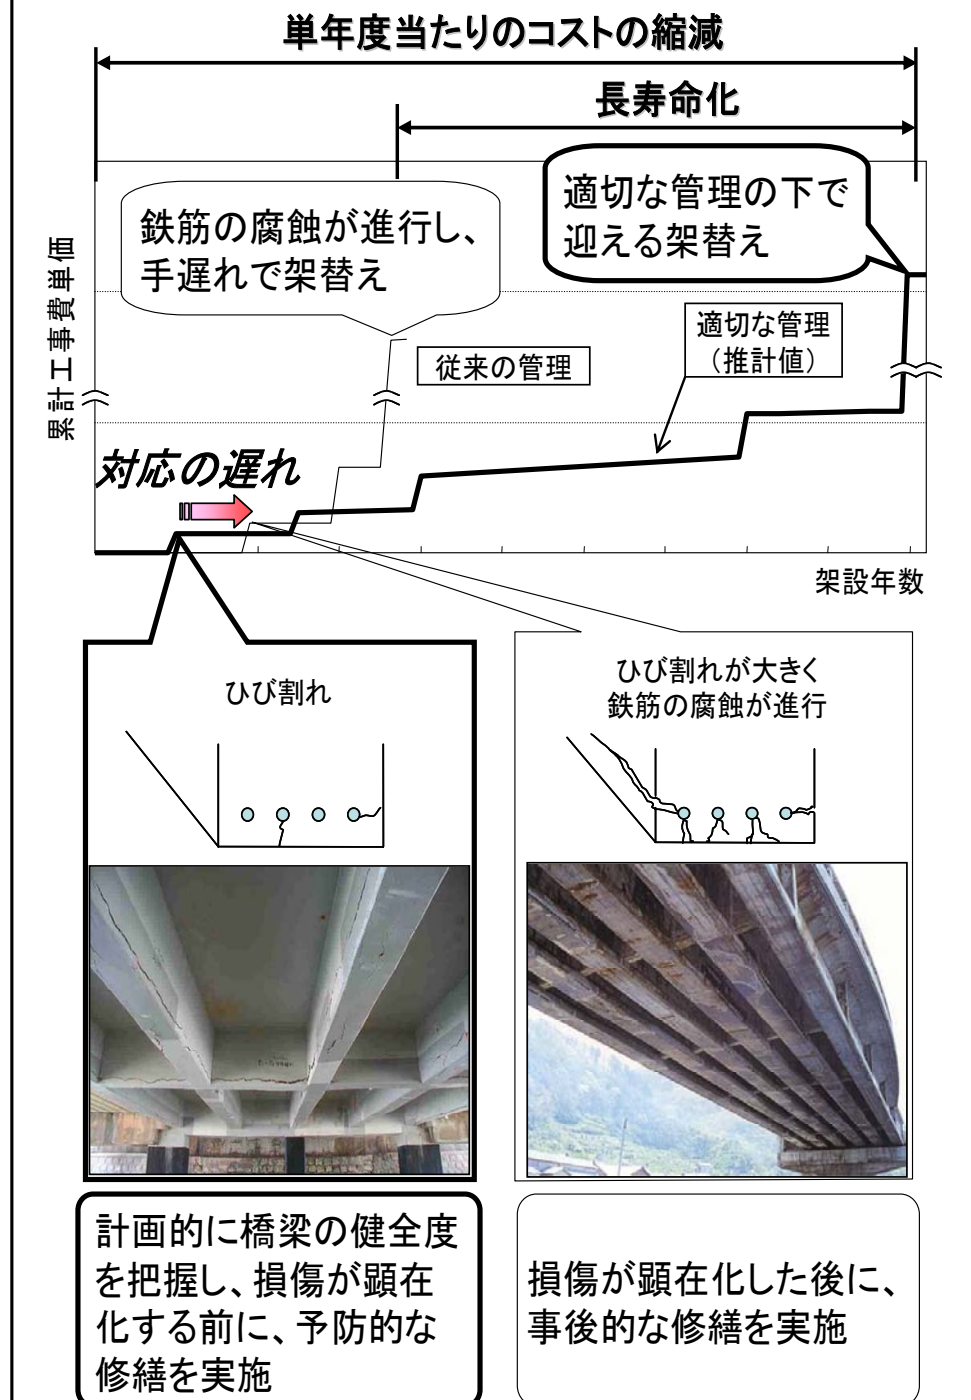 単年度当たりのコストの縮減
長寿命化
鉄筋の腐蝕が進行し、
手遅れで架替え
適切な管理の下で
迎える架替え
累計工事費単価
従来の管理
適切な管理
（推計値）
対応の遅れ
架設年数
ひび割れ
ひび割れが大きく
鉄筋の腐蝕が進行
計画的に橋梁の健全度
を把握し、損傷が顕在
化する前に、予防的な
修繕を実施
損傷が顕在化した後に、
事後的な修繕を実施